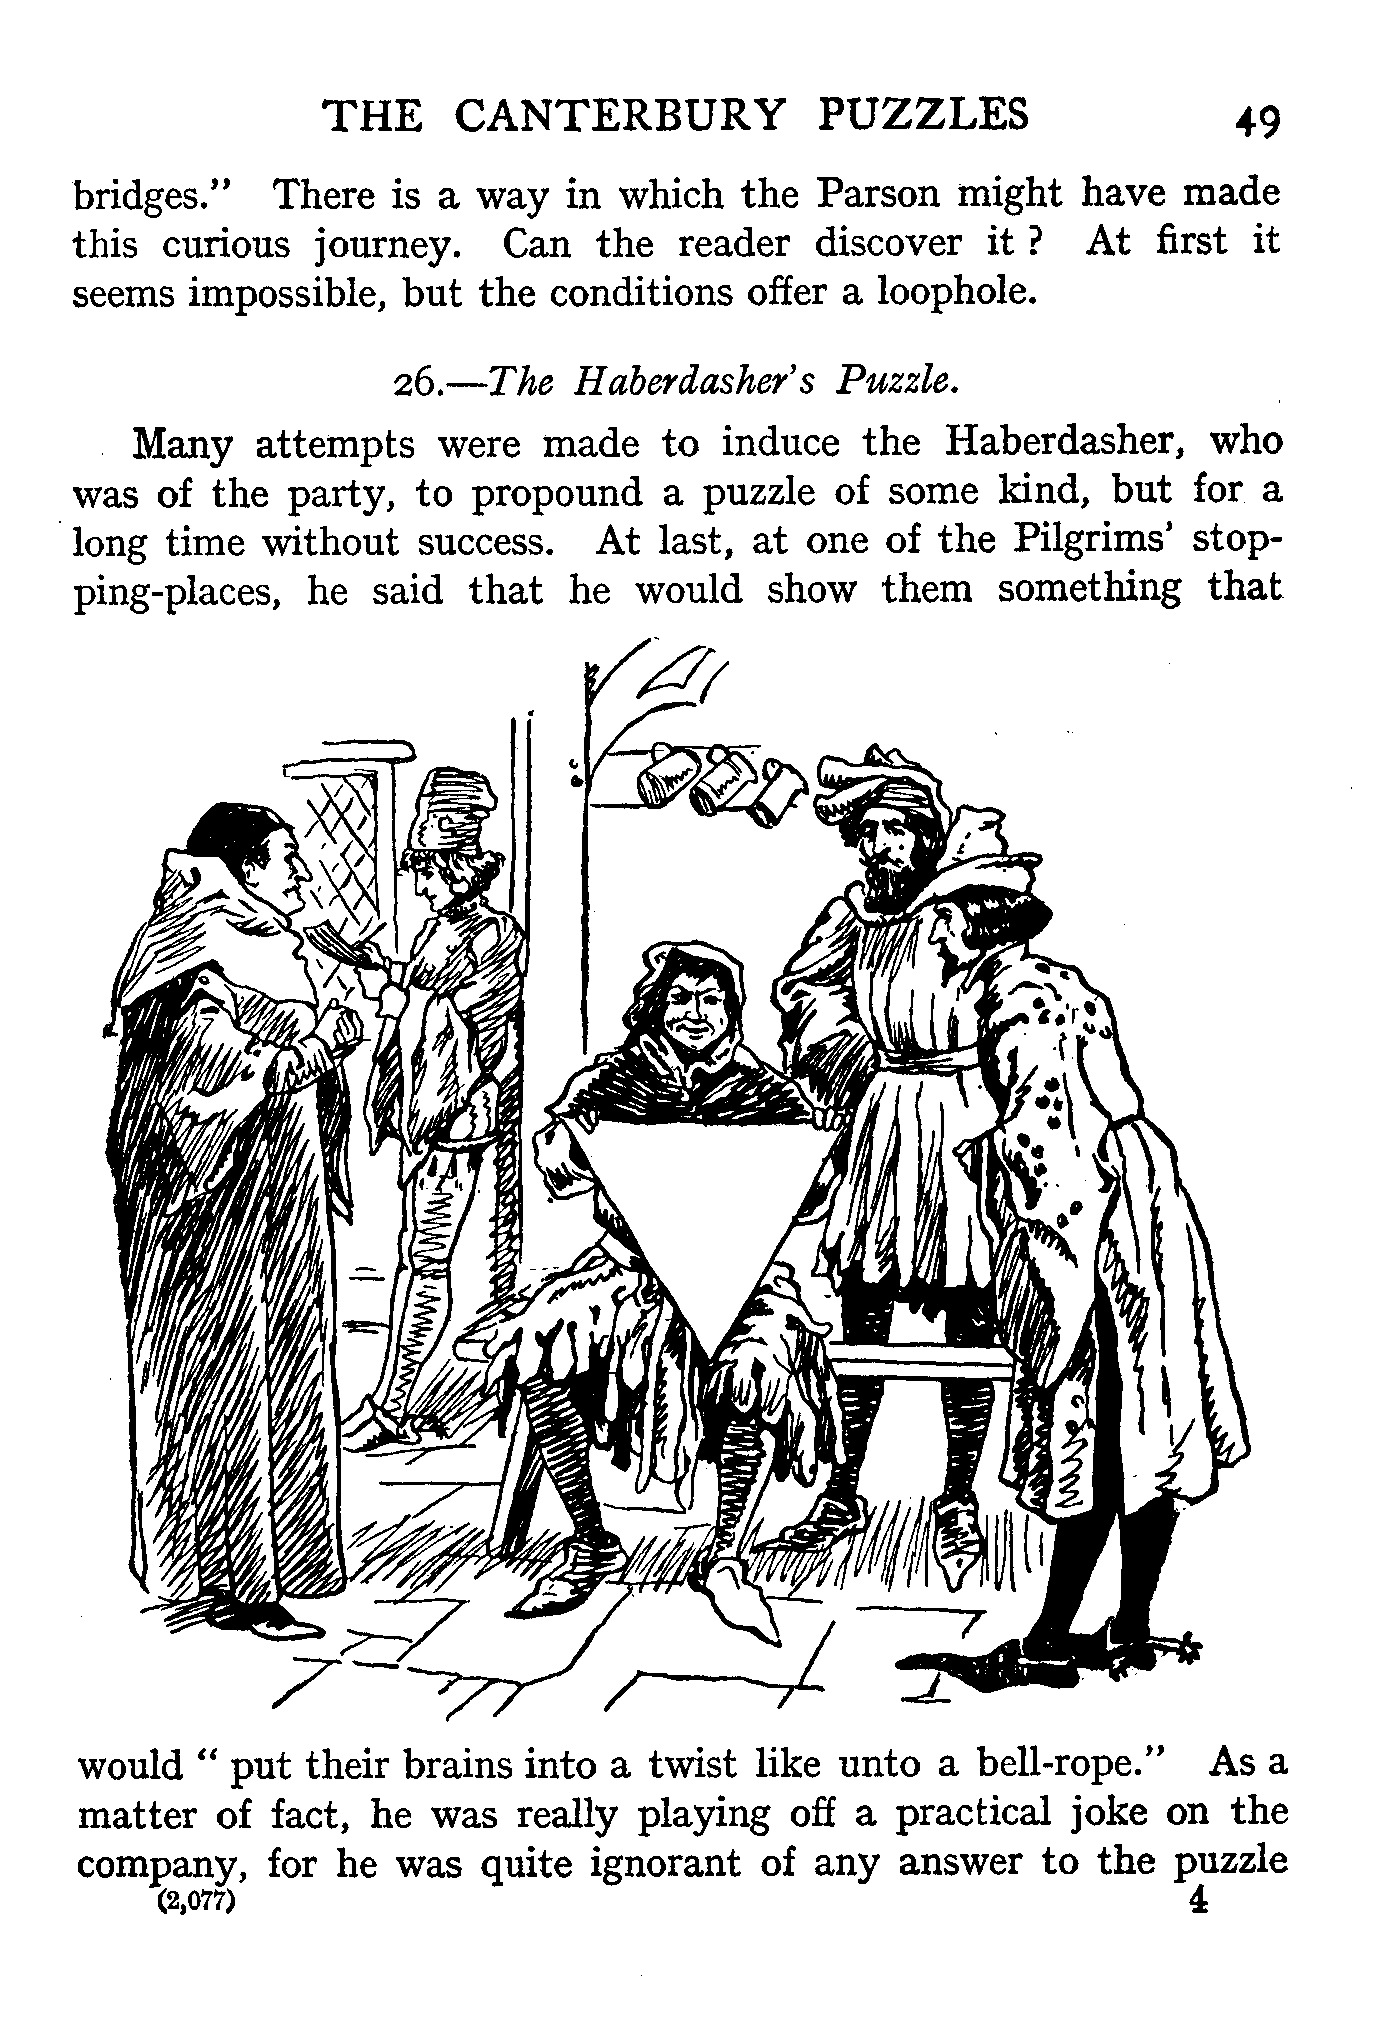 THE CANTERBURY PUZZLES 49
bridges.” There is a way in which the Parson might have made
this curious journey. Can the reader discover it ? At first it
seems impossible, but the conditions offer a loophole.
26.—The Haberdasher's Puzzle.
Many attempts were made to induce the Haberdasher, who
was of the party, to propound a puzzle of some kind, but for a
long time without success. At last, at one of the Pilgrims’ stop-
ping-places, he said that he would show them something that
would “ put their brains into a twist like unto a bell-rope.” As a
matter of fact, he was really playing off a practical joke on the
company, for he was quite ignorant of any answer to the puzzle
(2,077) 4